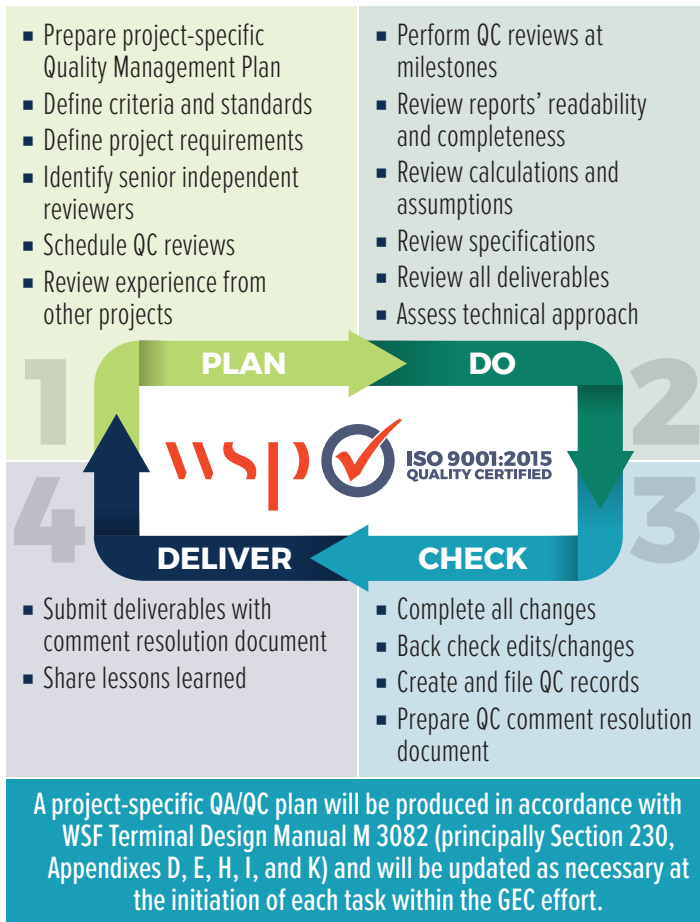 ■ Prepare project-specific
Quality Management Plan
■ Define criteria and standards
■ Define project requirements
■ Identify senior independent
reviewers
■ Schedule QC reviews
■ Review experience from
other projects
■ Perform QC reviews at
milestones
■ Review reports’ readability
and completeness
■ Review calculations and
assumptions
■ Review specifications
■ Review all deliverables
■ Assess technical approach
1
PLAN
DO
2
wsp
ISO 9001:2015
QUALITY CERTIFIED
4
DELIVER
CHECK
3
■ Submit deliverables with
comment resolution document
■ Share lessons learned
■ Complete all changes
■ Back check edits/changes
■ Create and file QC records
■ Prepare QC comment resolution
document
A project-specific QA/QC plan will be produced in accordance with
WSF Terminal Design Manual M 3082 (principally Section 230,
Appendixes D, E, H, I, and K) and will be updated as necessary at
the initiation of each task within the GEC effort.